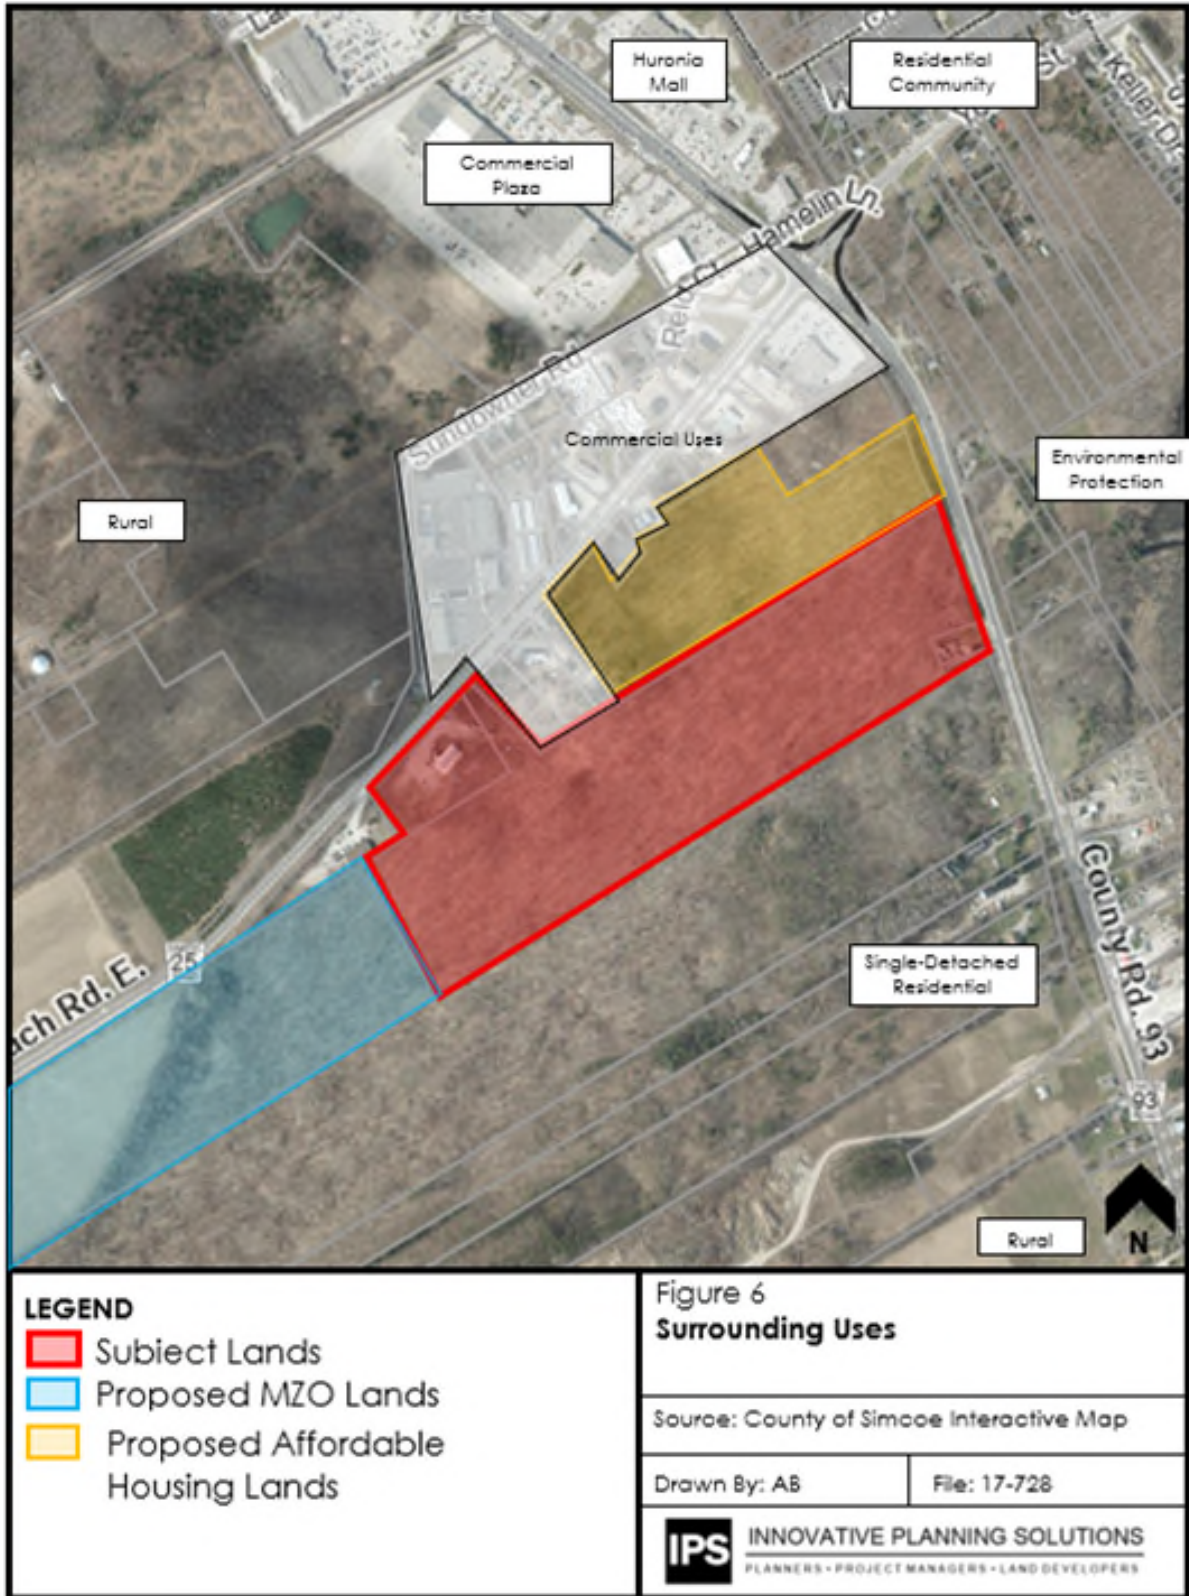 Huronia
Mall
Residential
Community
St.
Keller Dr.
Commercial
Plaza
Hamelin Ln.
Sundowner Rd.
Commercial Uses
Environmental
Protection
Rural
25
ach Rd. E.
County Rd. 93
Single-Detached
Residential
93
Rural
N
LEGEND
Subject Lands
Proposed MZO Lands
Proposed Affordable
Housing Lands
Figure 6
Surrounding Uses
Source: County of Simcoe Interactive Map
Drawn By: AB
File: 17-728
IPS INNOVATIVE PLANNING SOLUTIONS
PLANNERS • PROJECT MANAGERS • LAND DEVELOPERS